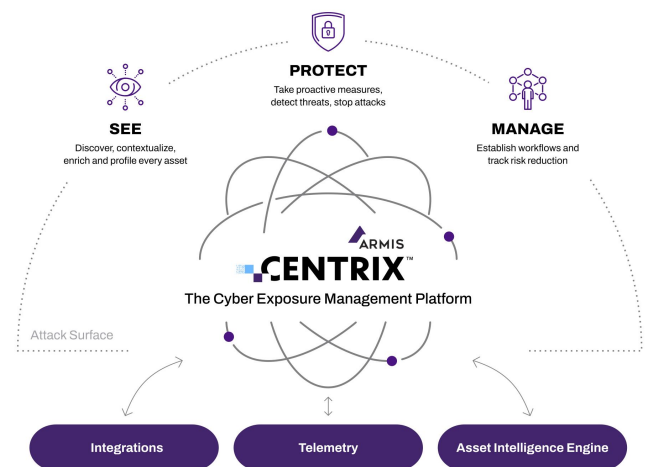 PROTECT
Take proactive measures,
detect threats, stop attacks
SEE
Discover, contextualize,
enrich and profile every asset
MANAGE
Establish workflows and
track risk reduction
ARMIS
CENTRIX™
The Cyber Exposure Management Platform
Attack Surface
Integrations
Telemetry
Asset Intelligence Engine